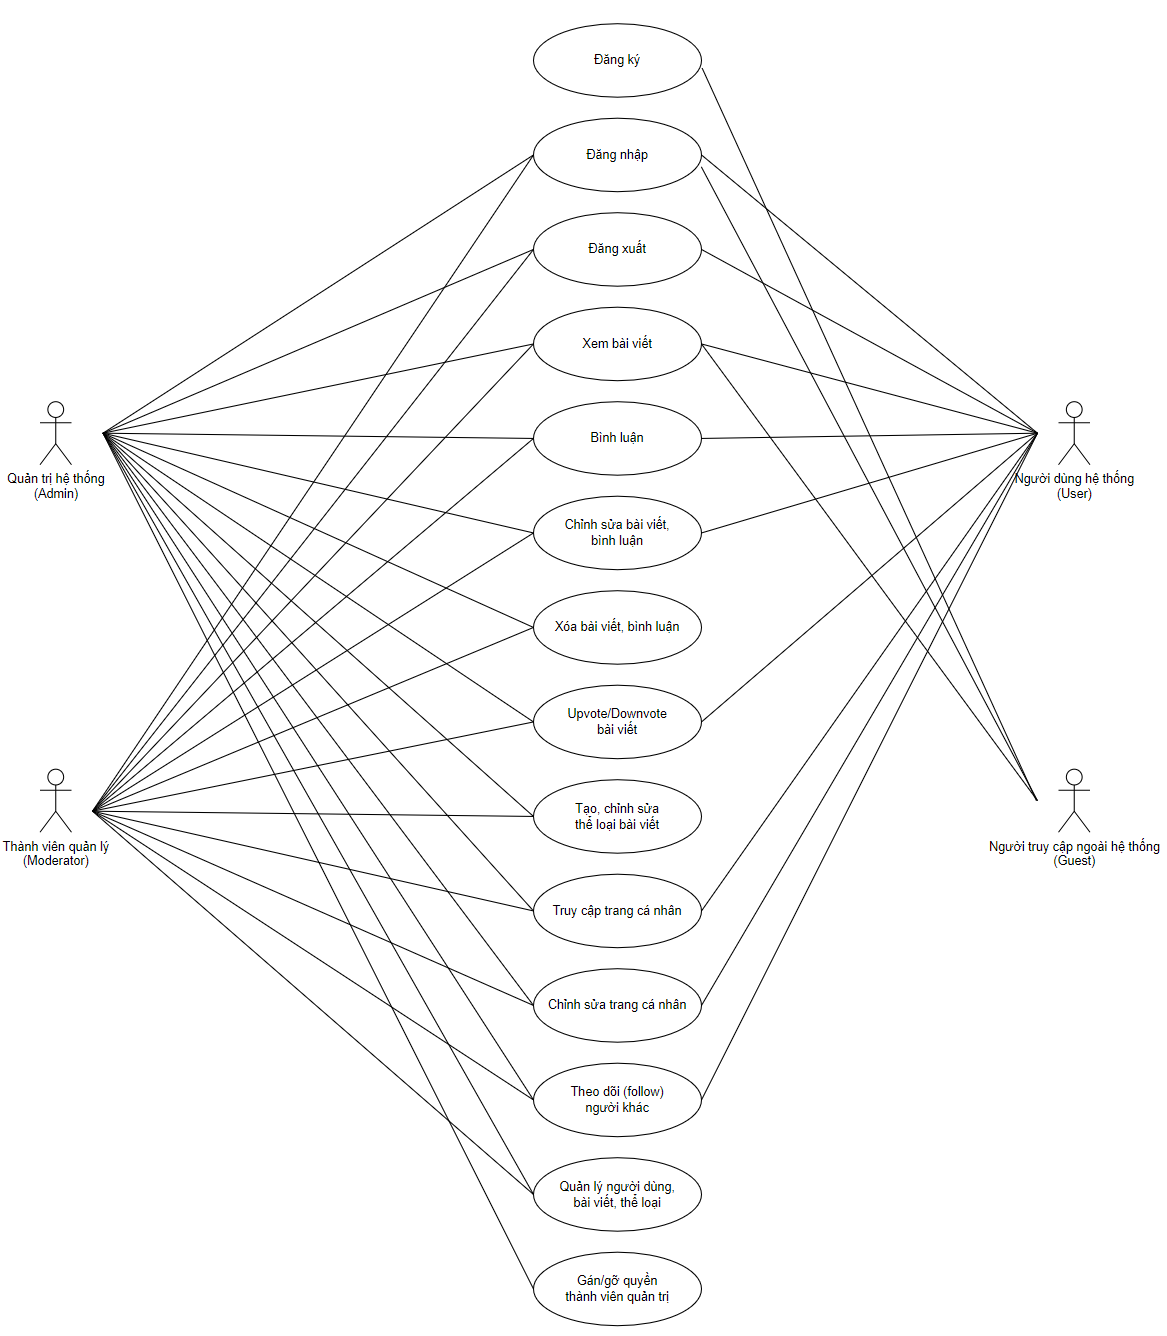 Đăng ký
Đăng nhập
Đăng xuất
Xem bài viết
Bình luận
Chỉnh sửa bài viết,
bình luận
Xóa bài viết, bình luận
Upvote/Downvote
bài viết
Tạo, chỉnh sửa
thể loại bài viết
Truy cập trang cá nhân
Chỉnh sửa trang cá nhân
Theo dõi (follow)
người khác
Quản lý người dùng,
bài viết, thể loại
Gán/gỡ quyền
thành viên quản trị
Quản trị hệ thống
(Admin)
Thành viên quản lý
(Moderator)
Người dùng hệ thống
(User)
Người truy cập ngoài hệ thống
(Guest)